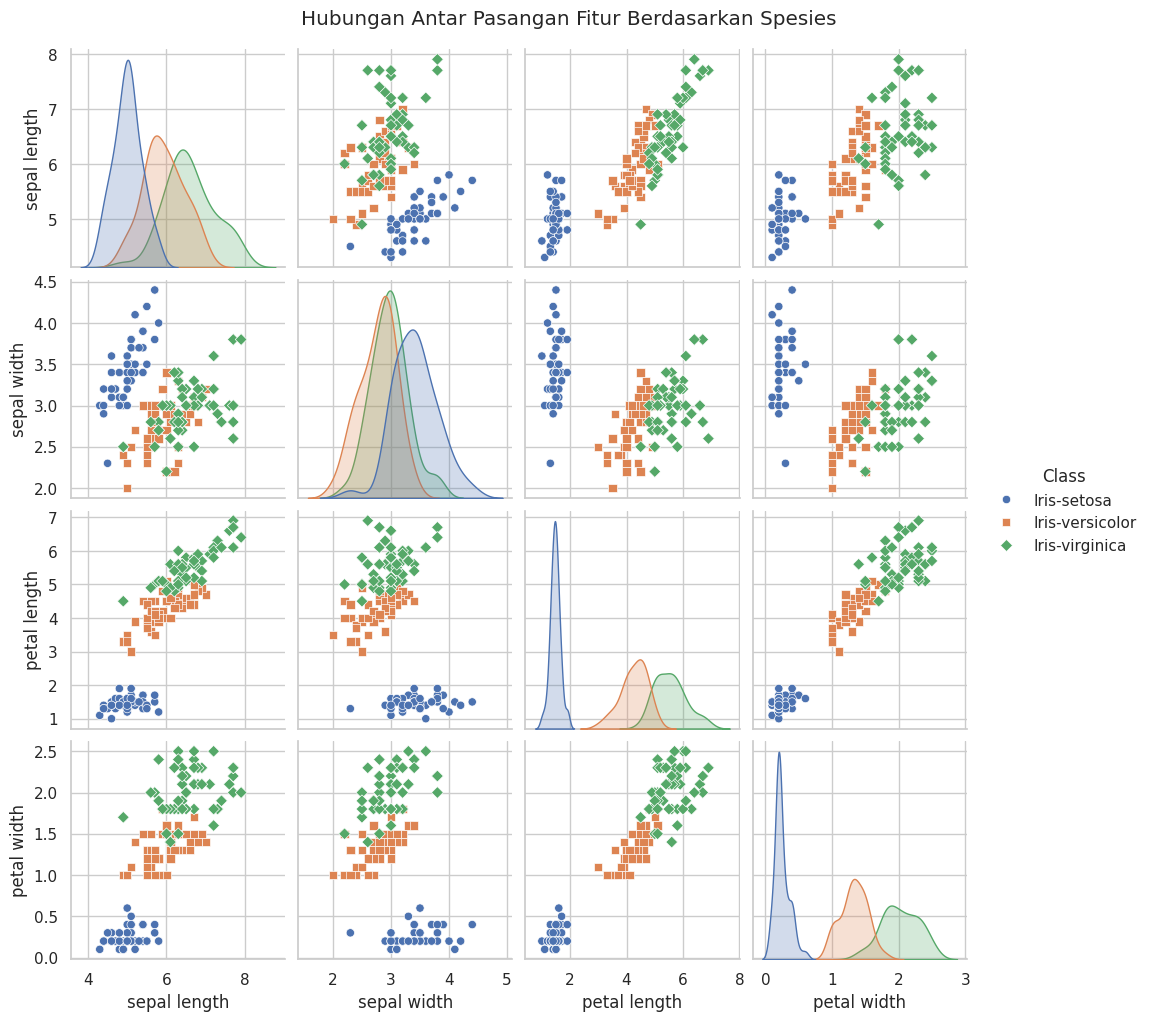 Hubungan Antar Pasangan Fitur Berdasarkan Spesies
8
7
6
5
sepal length
4.5
4.0
3.5
3.0
2.5
2.0
sepal width
7
6
5
4
3
2
1
petal length
2.5
2.0
1.5
1.0
0.5
0.0
petal width
4 6 8
sepal length
2 3 4 5
sepal width
2 4 6 8
petal length
0 1 2 3
petal width
Class
Iris-setosa
Iris-versicolor
Iris-virginica